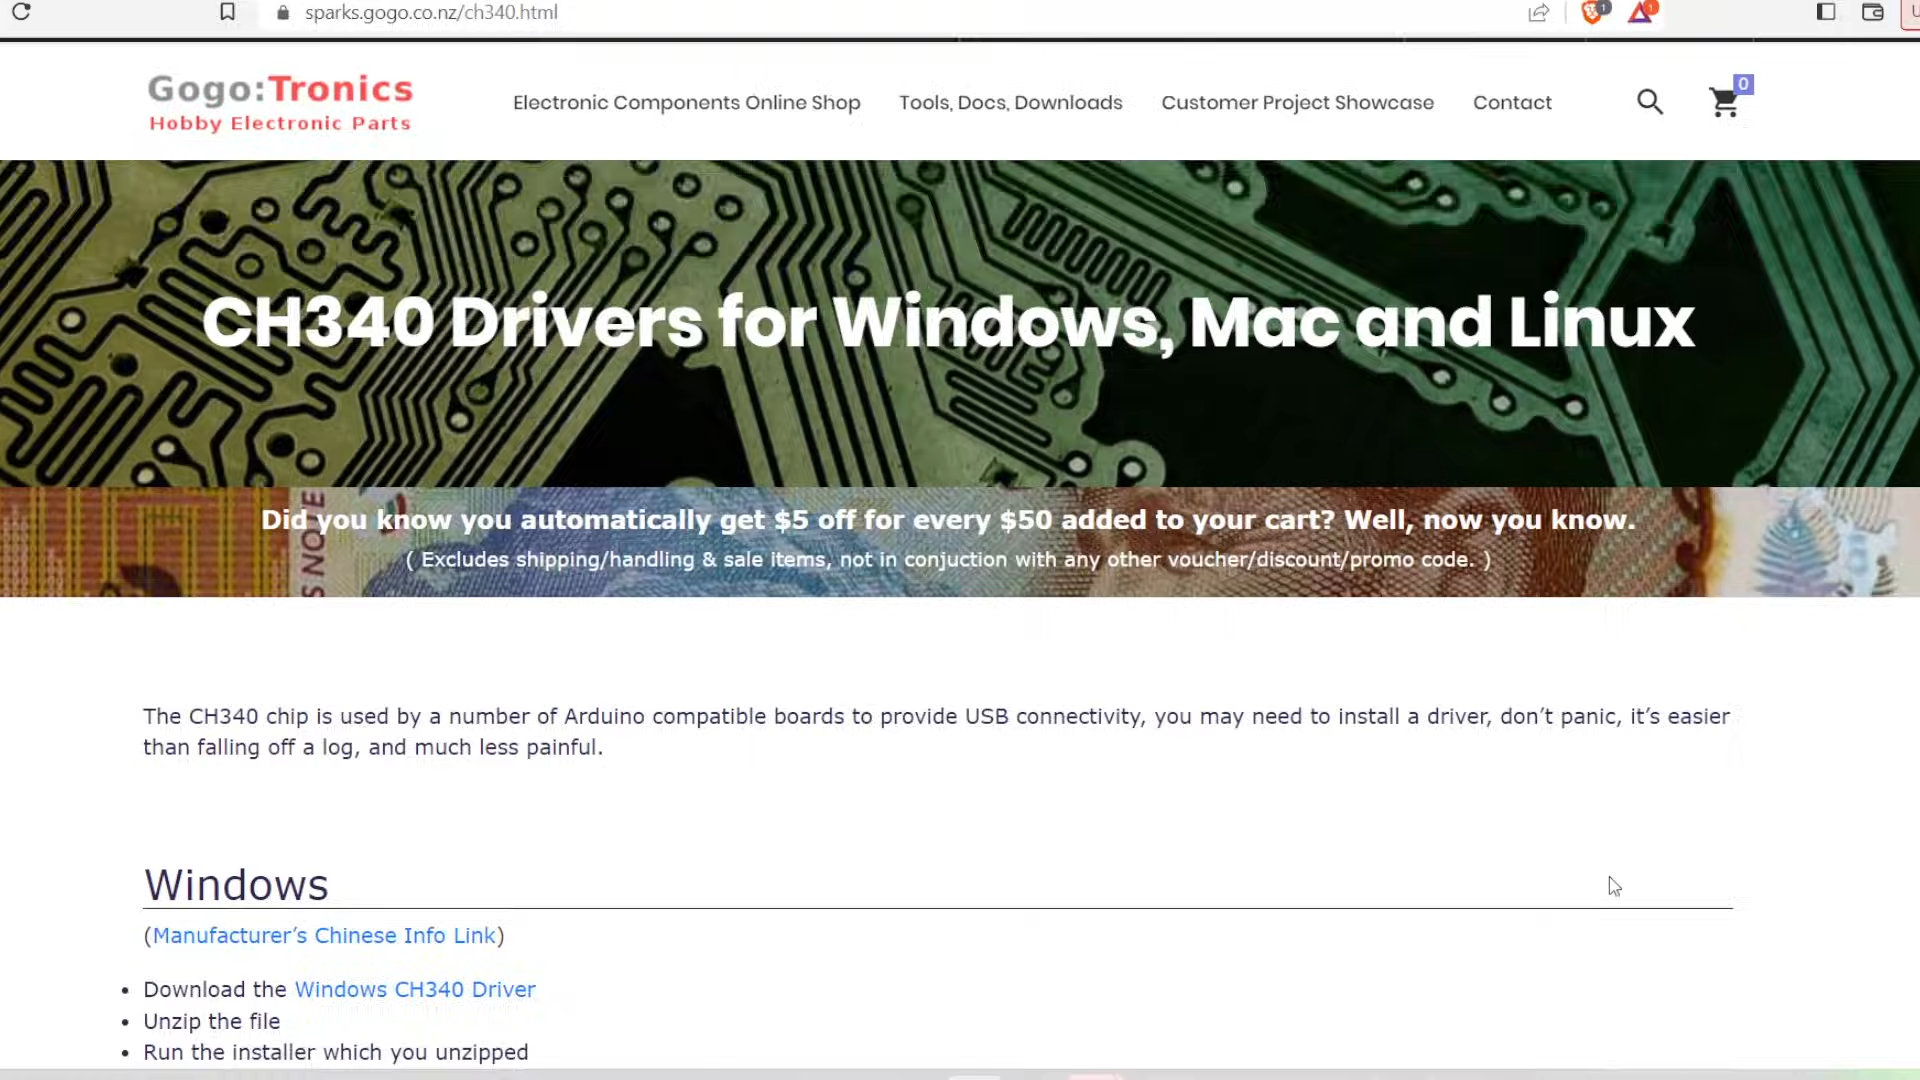 sparks.gogo.co.nz/ch340.html
1
1
Gogo:Tronics
Hobby Electronic Parts
Electronic Components Online Shop
Tools, Docs, Downloads
Customer Project Showcase
Contact
0
CH340 Drivers for Windows, Mac and Linux
Did you know you automatically get $5 off for every $50 added to your cart? Well, now you know.
( Excludes shipping/handling & sale items, not in conjuction with any other voucher/discount/promo code. )
The CH340 chip is used by a number of Arduino compatible boards to provide USB connectivity, you may need to install a driver, don’t panic, it’s easier
than falling off a log, and much less painful.
Windows
(Manufacturer’s Chinese Info Link)
• Download the Windows CH340 Driver
• Unzip the file
• Run the installer which you unzipped